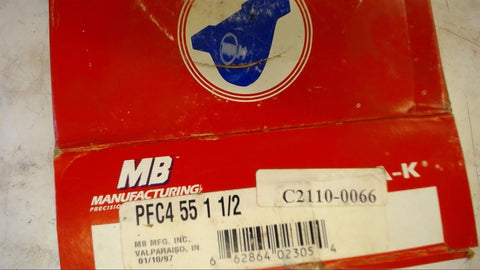 MB
MANUFACTURING
PRECISION
A-K®
PFC4 55 1 1/2
C2110-0066
MB MFG. INC.
VALPARAISO, IN
01/10/97
6 62864 02305 4